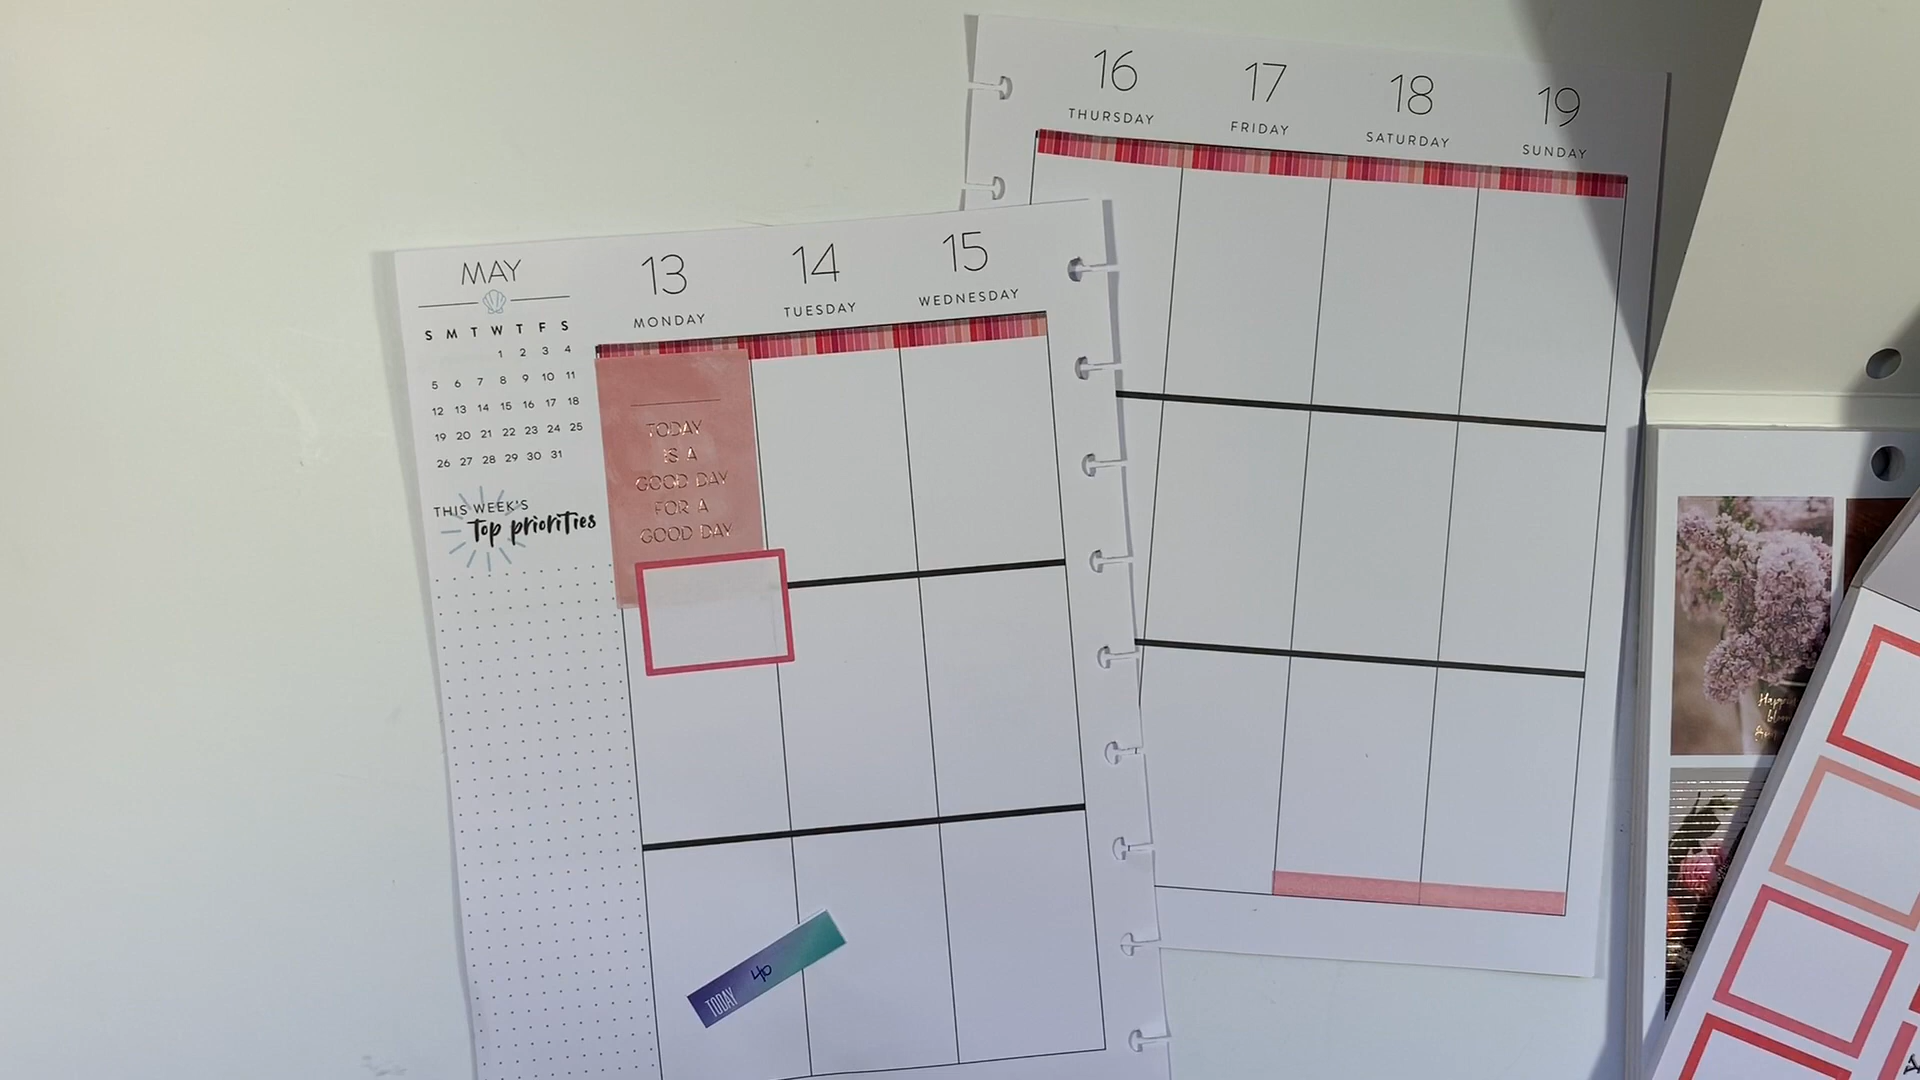 16 17 18 19
THURSDAY FRIDAY SATURDAY SUNDAY
MAY
13 14 15
MONDAY TUESDAY WEDNESDAY
S M T W T F S
1 2 3 4
5 6 7 8 9 10 11
12 13 14 15 16 17 18
19 20 21 22 23 24 25
26 27 28 29 30 31
THIS WEEK'S
Top priorities
TODAY
IS A
GOOD DAY
FOR A
GOOD DAY
TODAY 40